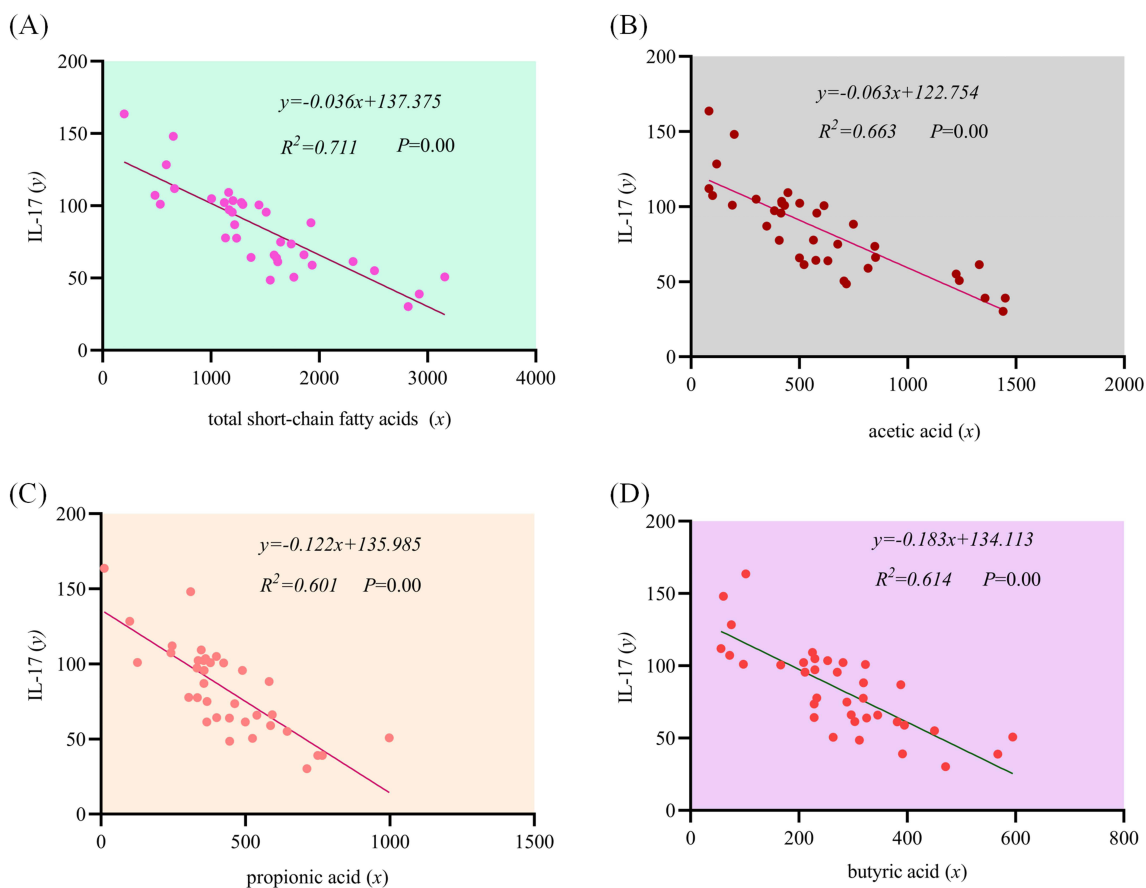 (A)
200
150
100
50
0
IL-17 (y)
y=-0.036x+137.375
R²=0.711 P=0.00
0 1000 2000 3000 4000
total short-chain fatty acids (x)
(B)
200
150
100
50
0
IL-17 (y)
y=-0.063x+122.754
R²=0.663 P=0.00
0 500 1000 1500 2000
acetic acid (x)
(C)
200
150
100
50
0
IL-17 (y)
y=-0.122x+135.985
R²=0.601 P=0.00
0 500 1000 1500
propionic acid (x)
(D)
200
150
100
50
0
IL-17 (y)
y=-0.183x+134.113
R²=0.614 P=0.00
0 200 400 600 800
butyric acid (x)